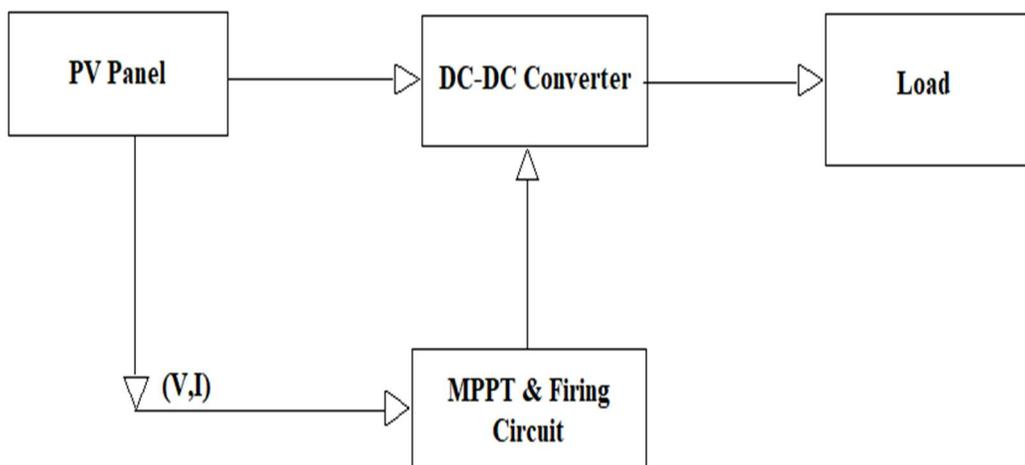 PV Panel
DC-DC Converter
Load
(V,I)
MPPT & Firing
Circuit